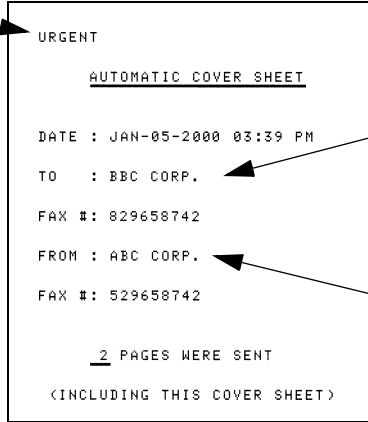 URGENT
AUTOMATIC COVER SHEET
DATE : JAN-05-2000 03:39 PM
TO : BBC CORP.
FAX #: 829658742
FROM : ABC CORP.
FAX #: 529658742
2 PAGES WERE SENT
(INCLUDING THIS COVER SHEET)